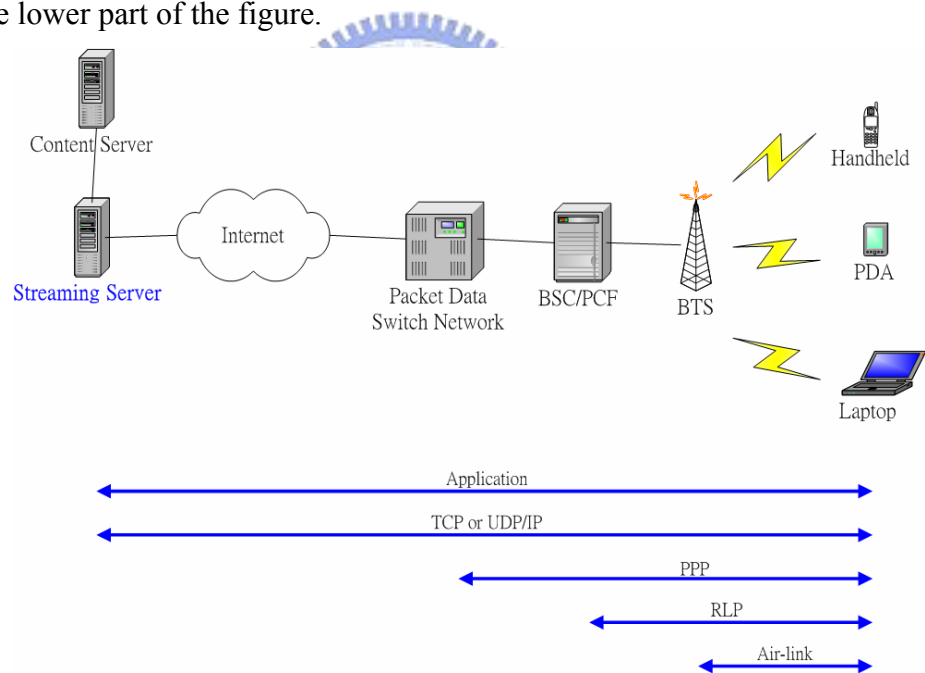 e lower part of the figure.
Content Server
Handheld
Internet
Streaming Server
PDA
Packet Data
Switch Network
BSC/PCF
BTS
Laptop
Application
TCP or UDP/IP
PPP
RLP
Air-link